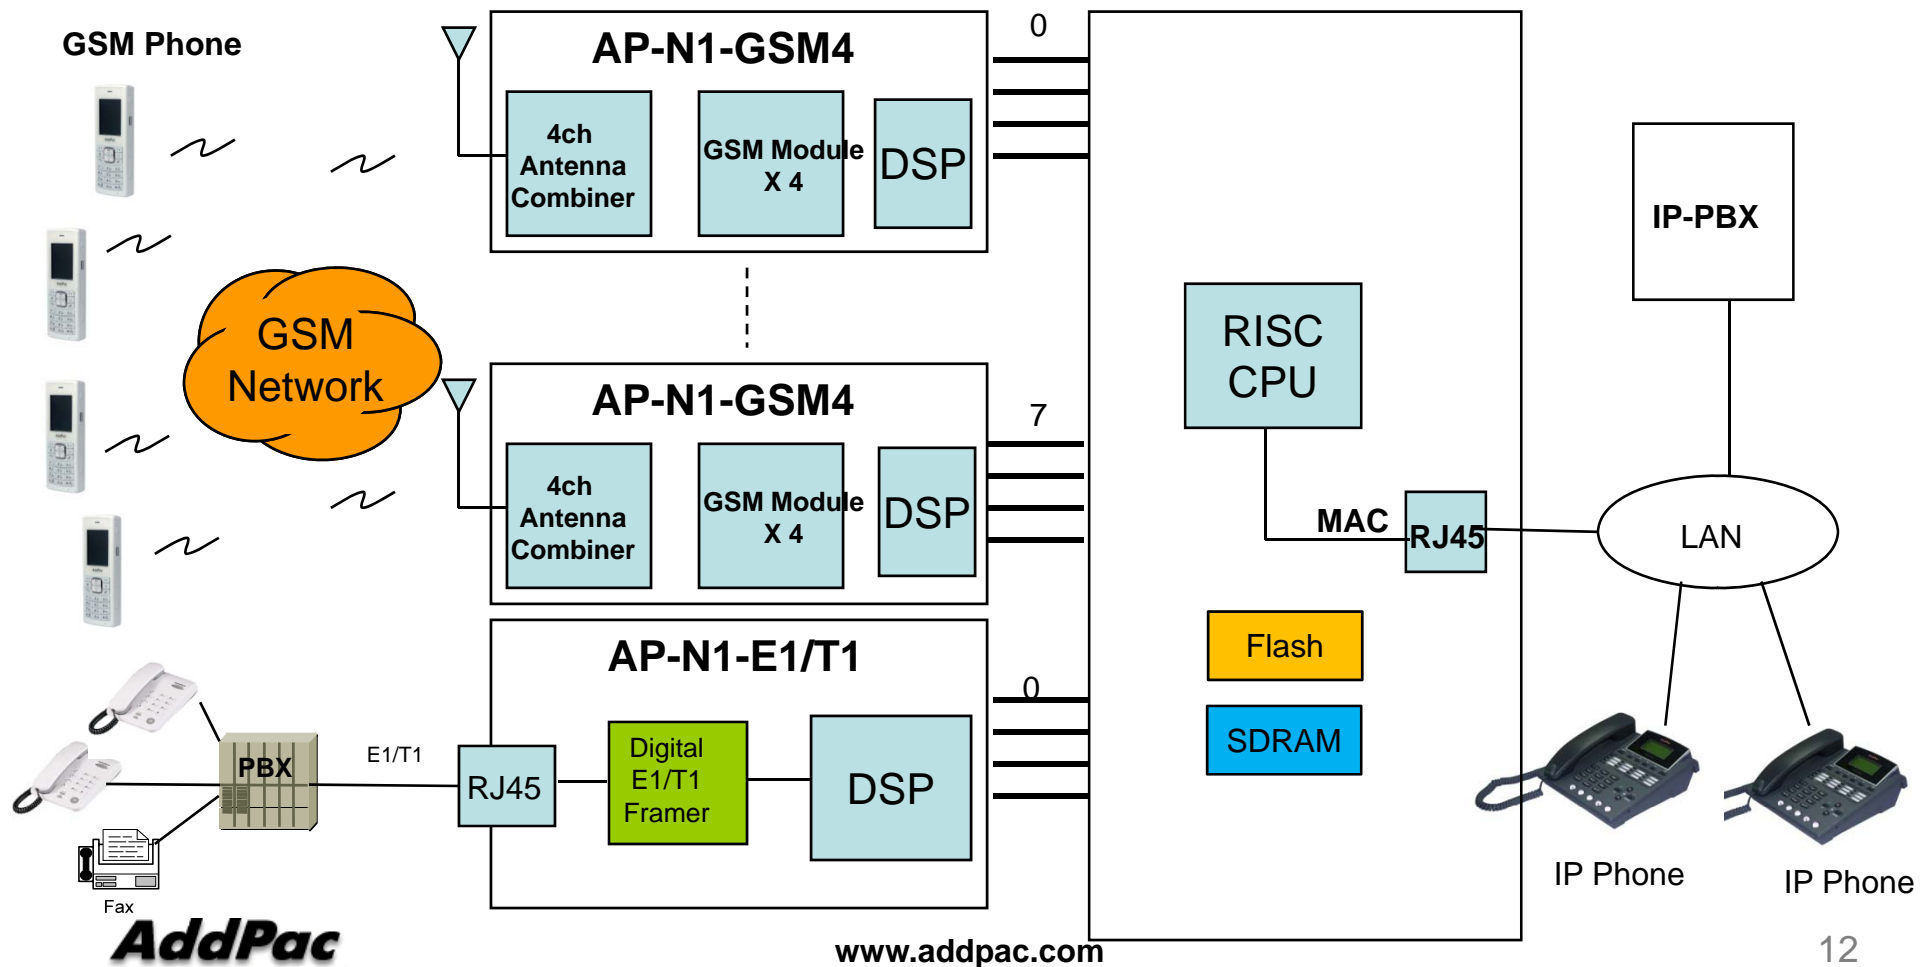 GSM Phone
AP-N1-GSM4
0
4ch
Antenna
Combiner
GSM Module
X 4
DSP
GSM
Network
AP-N1-GSM4
7
4ch
Antenna
Combiner
GSM Module
X 4
DSP
RISC
CPU
MAC
RJ45
IP-PBX
LAN
Flash
SDRAM
AP-N1-E1/T1
0
PBX
E1/T1
RJ45
Digital
E1/T1
Framer
DSP
Fax
IP Phone
IP Phone
AddPac
www.addpac.com
12